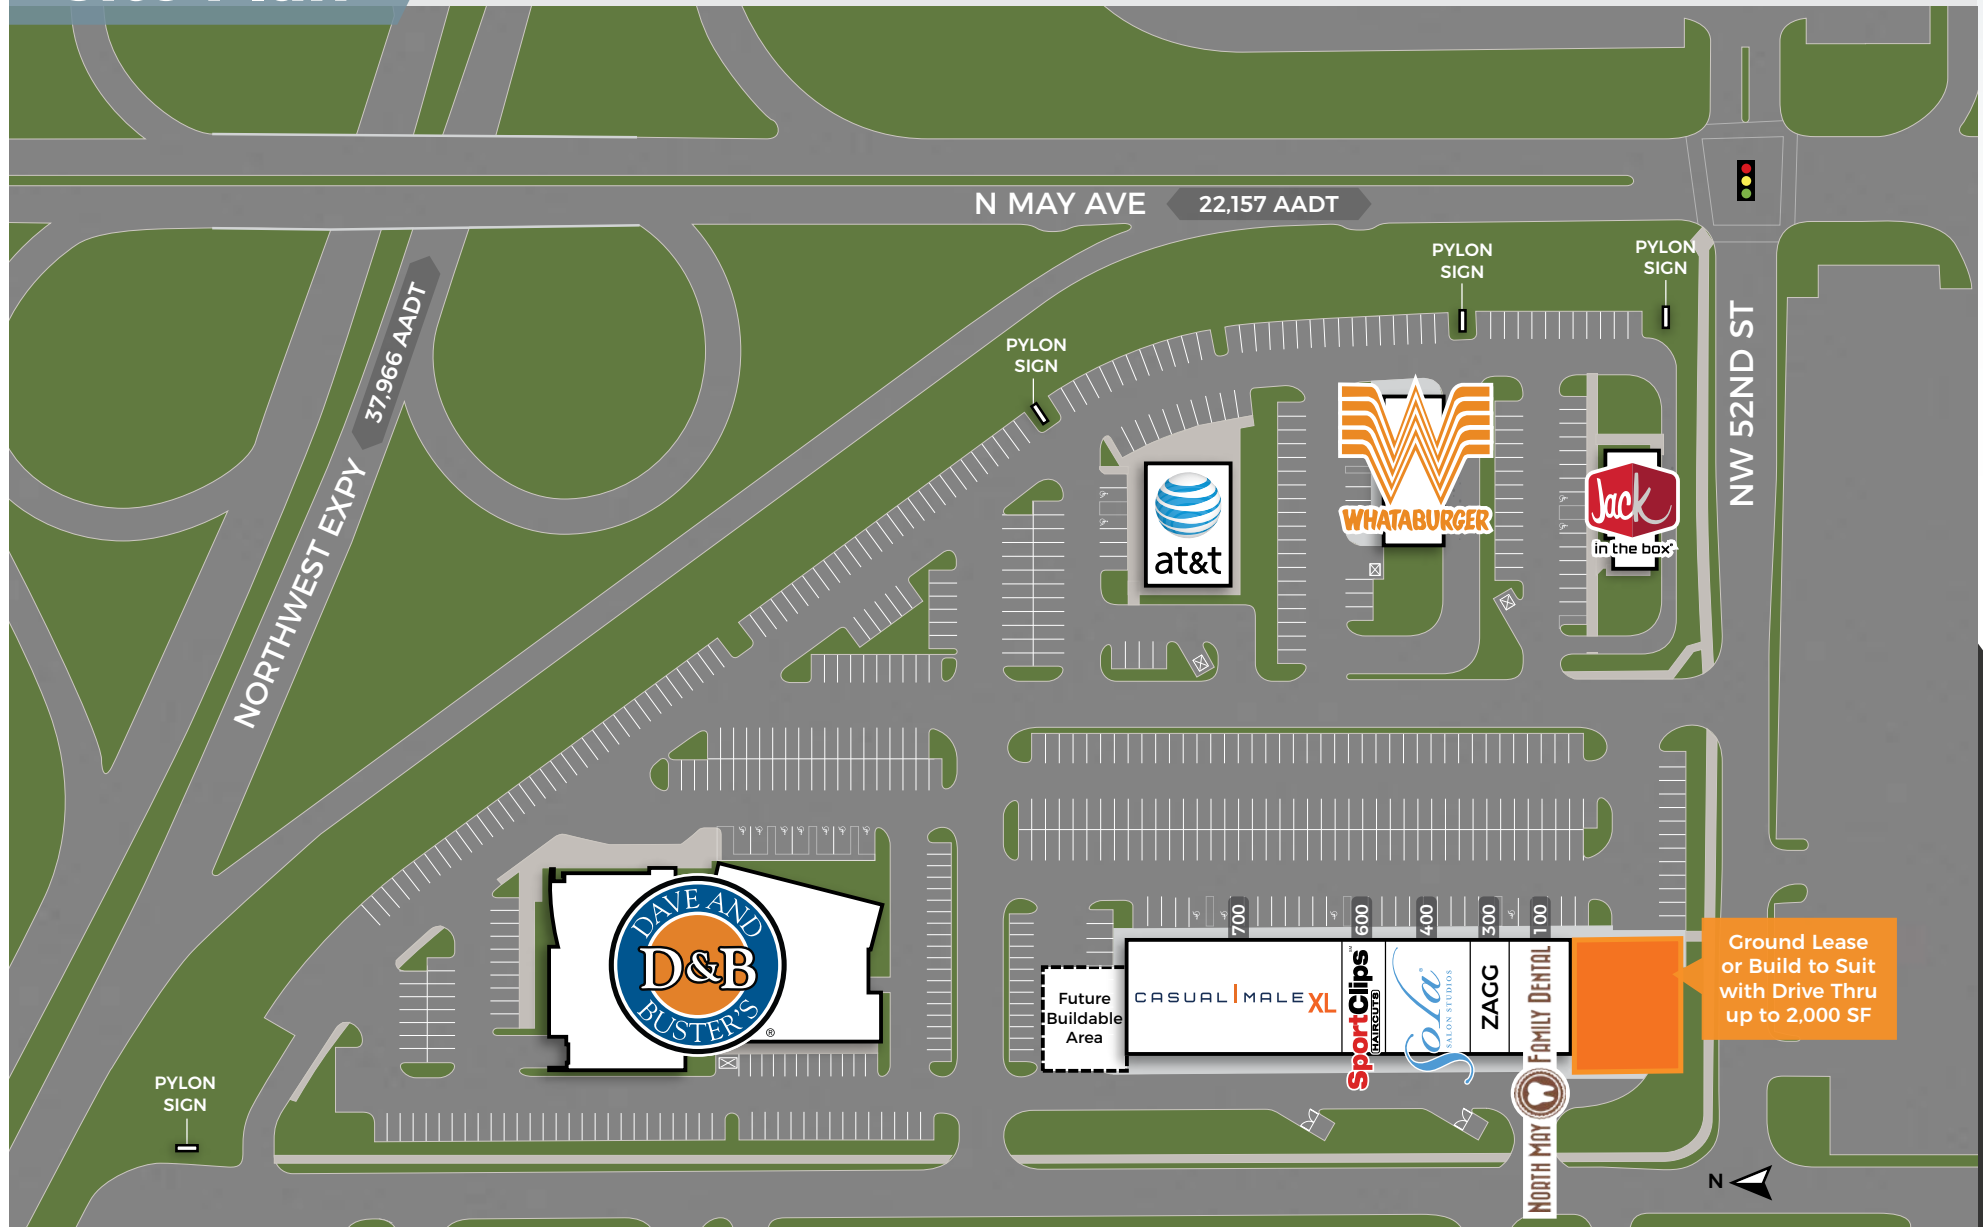 Site Plan
N MAY AVE
22,157 AADT
PYLON
SIGN
PYLON
SIGN
PYLON
SIGN
37,966 AADT
NORTHWEST EXPY
NW 52ND ST
at&t
WHATABURGER
Jack
in the box
DAVE AND
D&B
BUSTER'S
®
700
600
400
300
100
Future
Buildable
Area
CASUAL MALE XL
SportClips
HAIRCUTS
Sola
SALON STUDIOS
ZAGG
NORTH MAY FAMILY DENTAL
Ground Lease
or Build to Suit
with Drive Thru
up to 2,000 SF
PYLON
SIGN
N